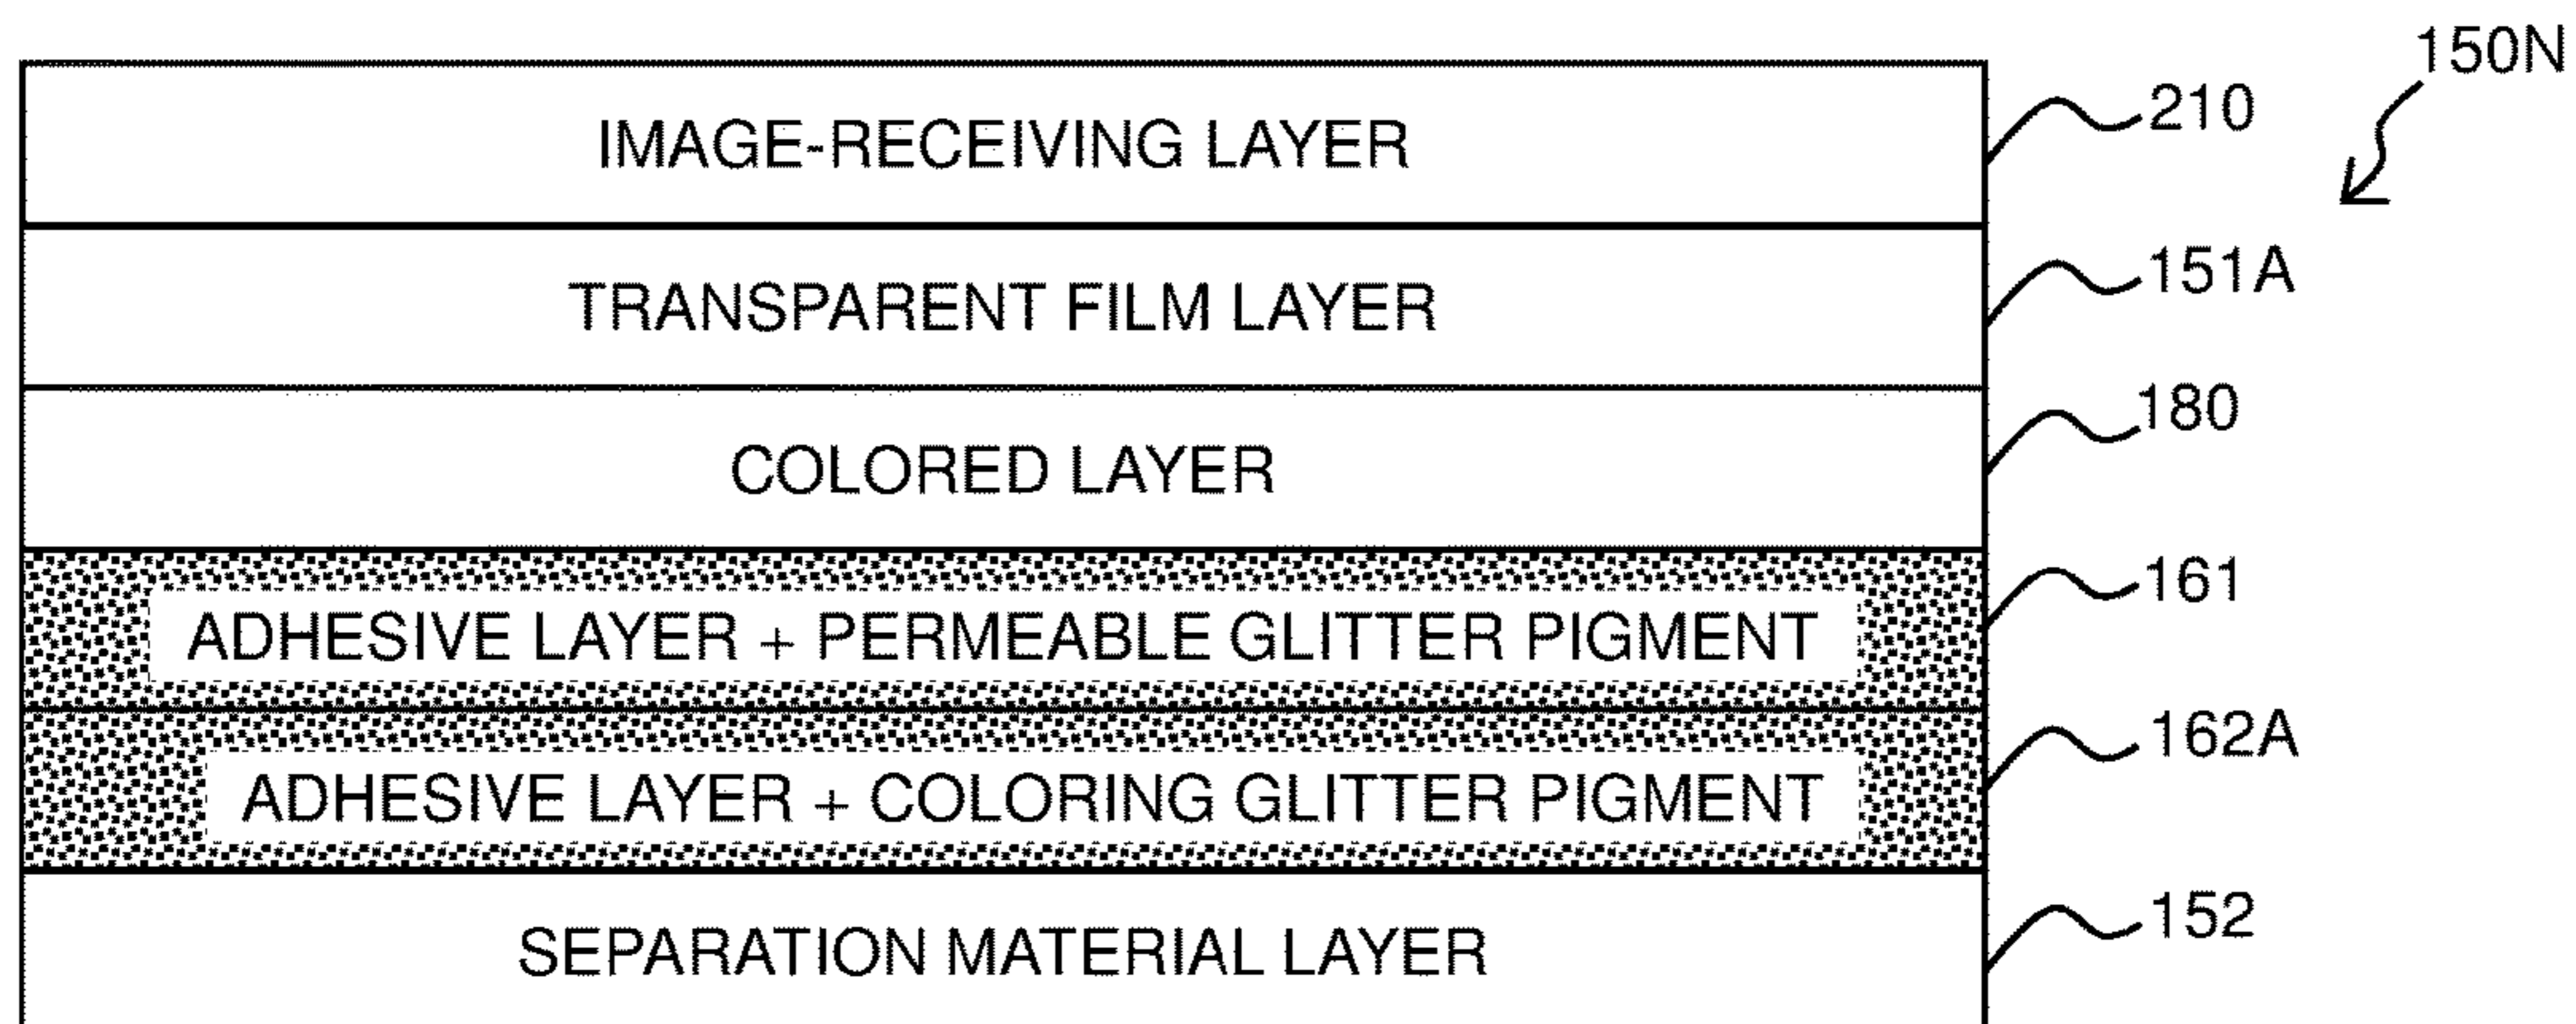 150N
IMAGE-RECEIVING LAYER 210
TRANSPARENT FILM LAYER 151A
COLORED LAYER 180
ADHESIVE LAYER + PERMEABLE GLITTER PIGMENT 161
ADHESIVE LAYER + COLORING GLITTER PIGMENT 162A
SEPARATION MATERIAL LAYER 152